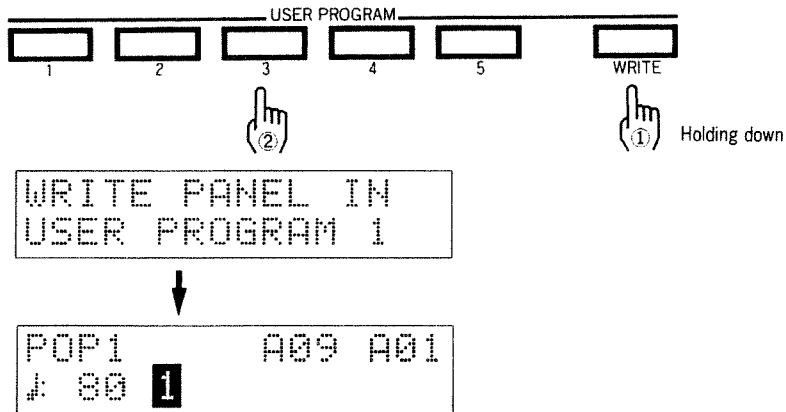 USER PROGRAM
1 2 3 4 5 WRITE
② ① Holding down
WRITE PANEL IN
USER PROGRAM 1
POP1 A09 A01
♩: 80 1